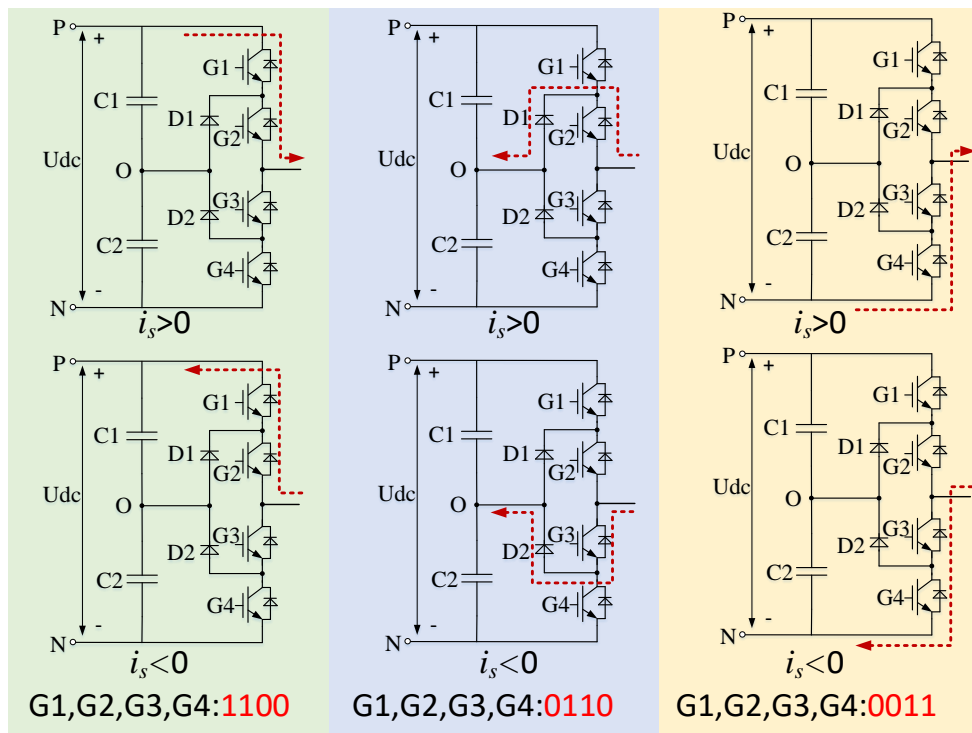 P
+
G1
C1
D1
G2
Udc
O
G3
D2
C2
G4
N
-
iₛ>0
P
+
G1
C1
D1
G2
Udc
O
G3
D2
C2
G4
N
-
iₛ>0
P
+
G1
C1
D1
G2
Udc
O
G3
D2
C2
G4
N
-
iₛ>0
P
+
G1
C1
D1
G2
Udc
O
G3
D2
C2
G4
N
-
iₛ<0
P
+
G1
C1
D1
G2
Udc
O
G3
D2
C2
G4
N
-
iₛ<0
P
+
G1
C1
D1
G2
Udc
O
G3
D2
C2
G4
N
-
iₛ<0
G1,G2,G3,G4:1100
G1,G2,G3,G4:0110
G1,G2,G3,G4:0011